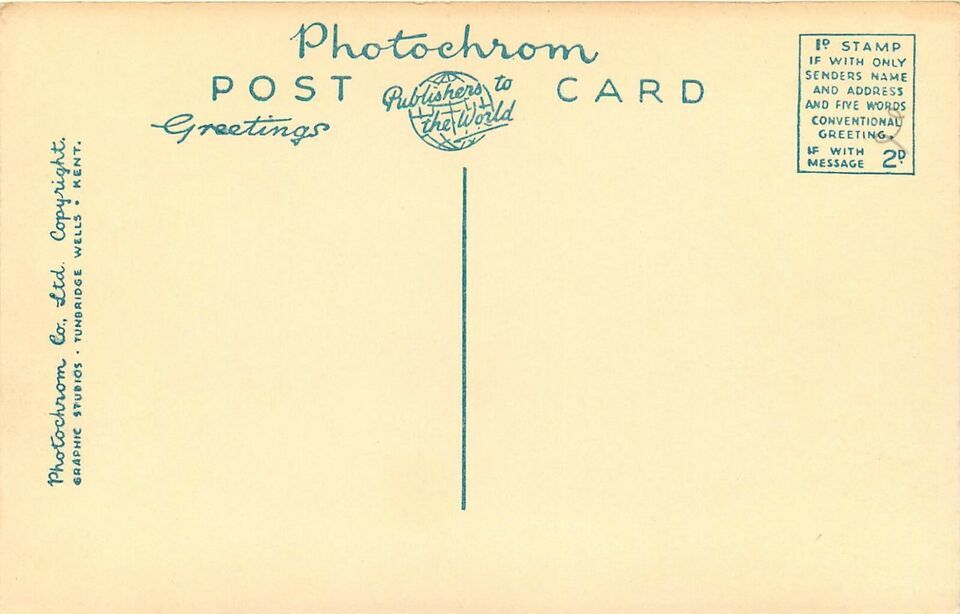 Photochrom
POST CARD
Publishers to
the World
Greetings
1D STAMP
IF WITH ONLY
SENDERS NAME
AND ADDRESS
AND FIVE WORDS
CONVENTIONAL
GREETING.
IF WITH
MESSAGE 2D.
Photochrom Co., Ltd. Copyright.
GRAPHIC STUDIOS • TUNBRIDGE WELLS • KENT.